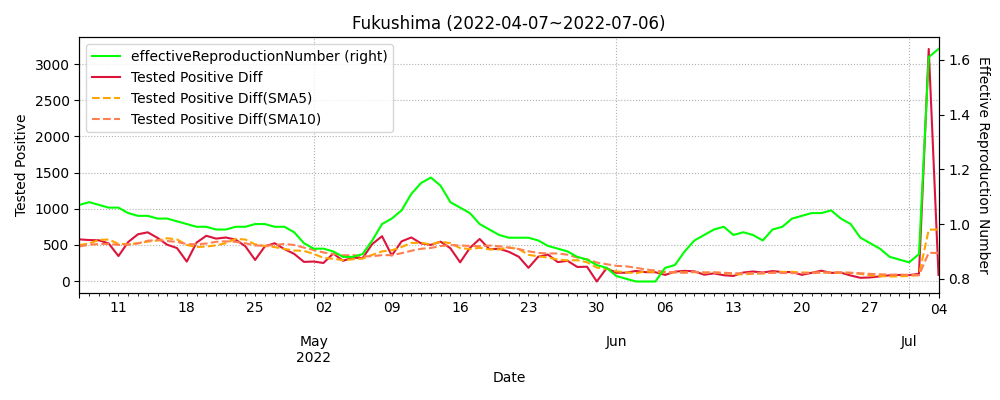 Fukushima (2022-04-07~2022-07-06)
effectiveReproductionNumber (right)
Tested Positive Diff
Tested Positive Diff(SMA5)
Tested Positive Diff(SMA10)
Tested Positive
3000
2500
2000
1500
1000
500
0
Effective Reproduction Number
1.6
1.4
1.2
1.0
0.8
11 18 25 02 09 16 23 30 06 13 20 27 04
May Jun Jul
2022
Date